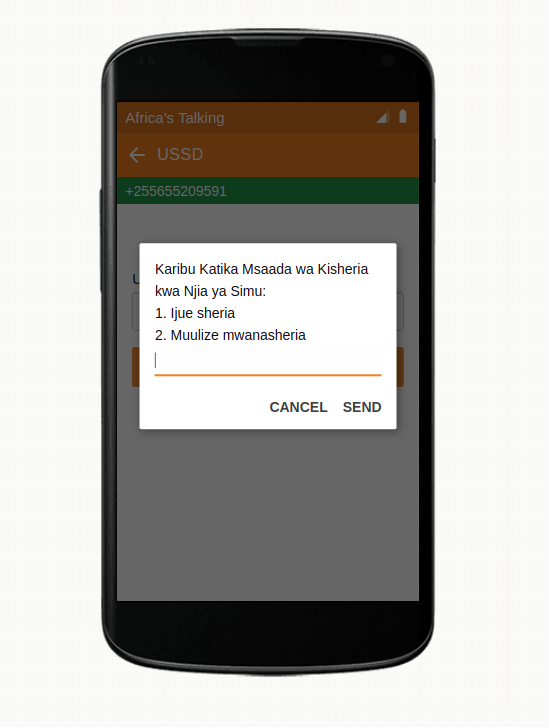 Africa's Talking
USSD
+255655209591
Karibu Katika Msaada wa Kisheria
kwa Njia ya Simu:
1. Ijue sheria
2. Muulize mwanasheria
CANCEL SEND